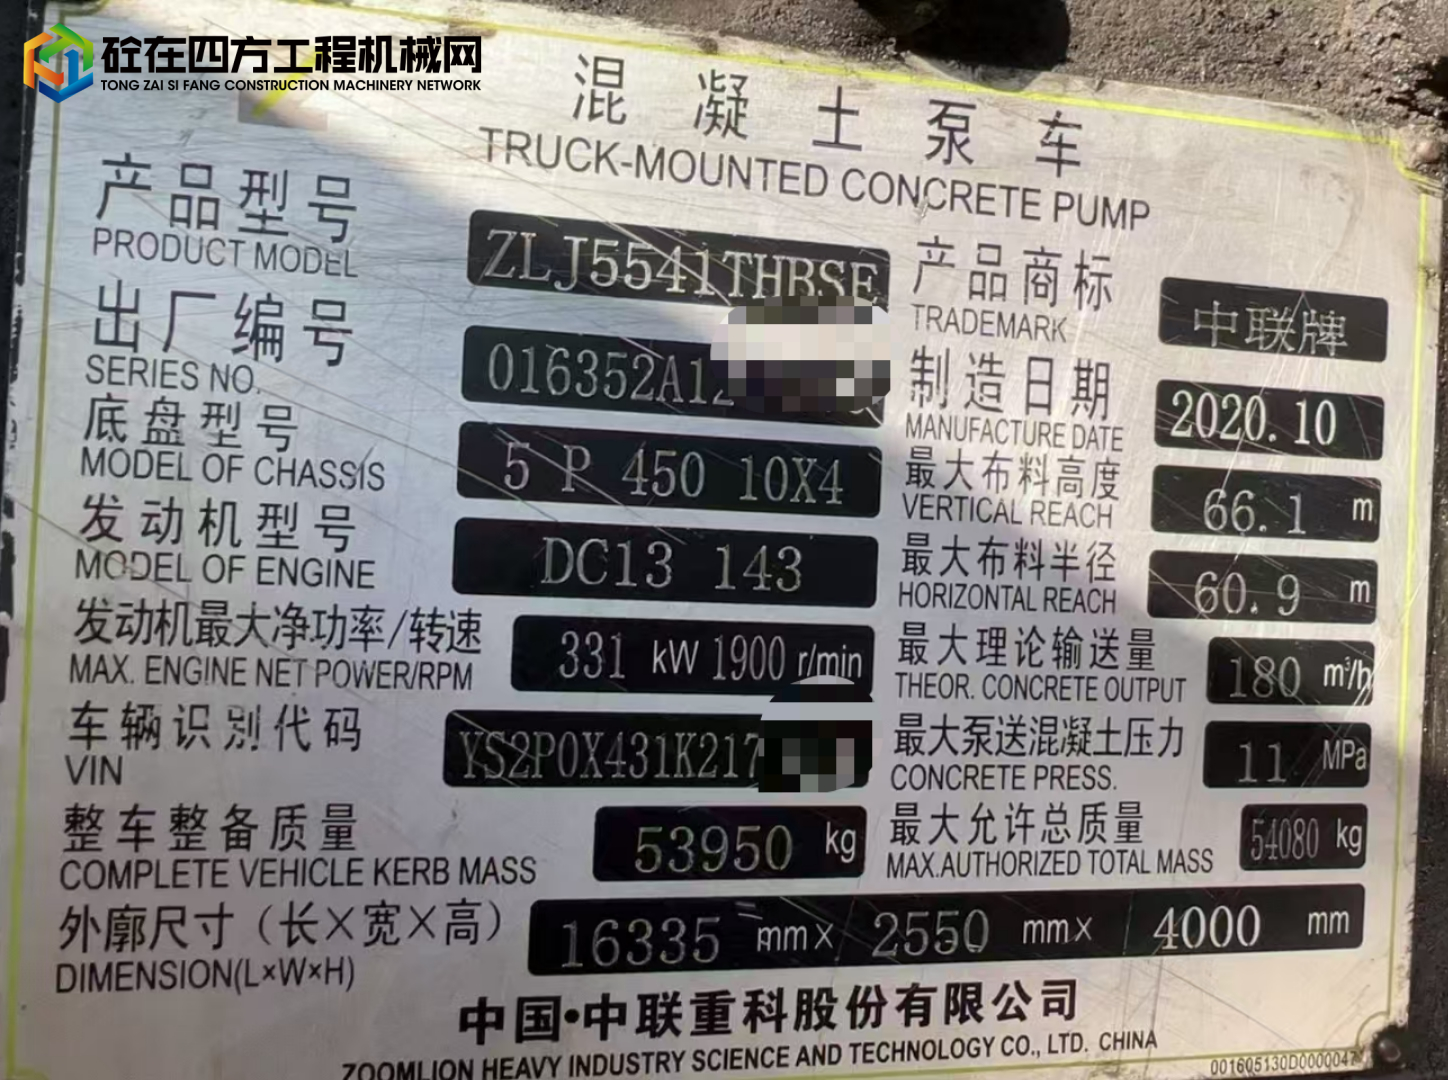 砼在四方工程机械网
TONG ZAI SI FANG CONSTRUCTION MACHINERY NETWORK
混凝土泵车
TRUCK-MOUNTED CONCRETE PUMP
产品型号 ZLJ5541THBSE
PRODUCT MODEL
产品商标 中联牌
TRADEMARK
出厂编号 016352A12
SERIES NO.
制造日期 2020.10
MANUFACTURE DATE
底盘型号 5 P 450 10X4
MODEL OF CHASSIS
最大布料高度 66.1 m
VERTICAL REACH
发动机型号 DC13 143
MODEL OF ENGINE
最大布料半径 60.9 m
HORIZONTAL REACH
发动机最大净功率/转速 331 kW 1900 r/min
MAX. ENGINE NET POWER/RPM
最大理论输送量 180 m³/h
THEOR. CONCRETE OUTPUT
车辆识别代码 YS2P0X431K217
VIN
最大泵送混凝土压力 11 MPa
CONCRETE PRESS.
整车整备质量 53950 kg
COMPLETE VEHICLE KERB MASS
最大允许总质量 54080 kg
MAX.AUTHORIZED TOTAL MASS
外廓尺寸（长×宽×高） 16335 mm× 2550 mm× 4000 mm
DIMENSION(L×W×H)
中国·中联重科股份有限公司
ZOOMLION HEAVY INDUSTRY SCIENCE AND TECHNOLOGY CO., LTD. CHINA